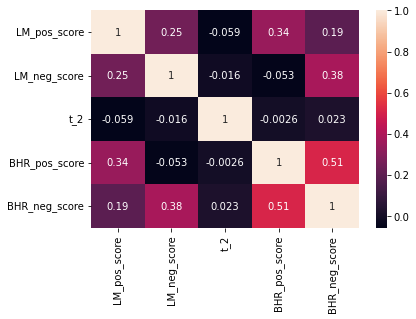 LM_pos_score 1 0.25 -0.059 0.34 0.19
LM_neg_score 0.25 1 -0.016 -0.053 0.38
t_2 -0.059 -0.016 1 -0.0026 0.023
BHR_pos_score 0.34 -0.053 -0.0026 1 0.51
BHR_neg_score 0.19 0.38 0.023 0.51 1
LM_pos_score
LM_neg_score
t_2
BHR_pos_score
BHR_neg_score
1.0
0.8
0.6
0.4
0.2
0.0